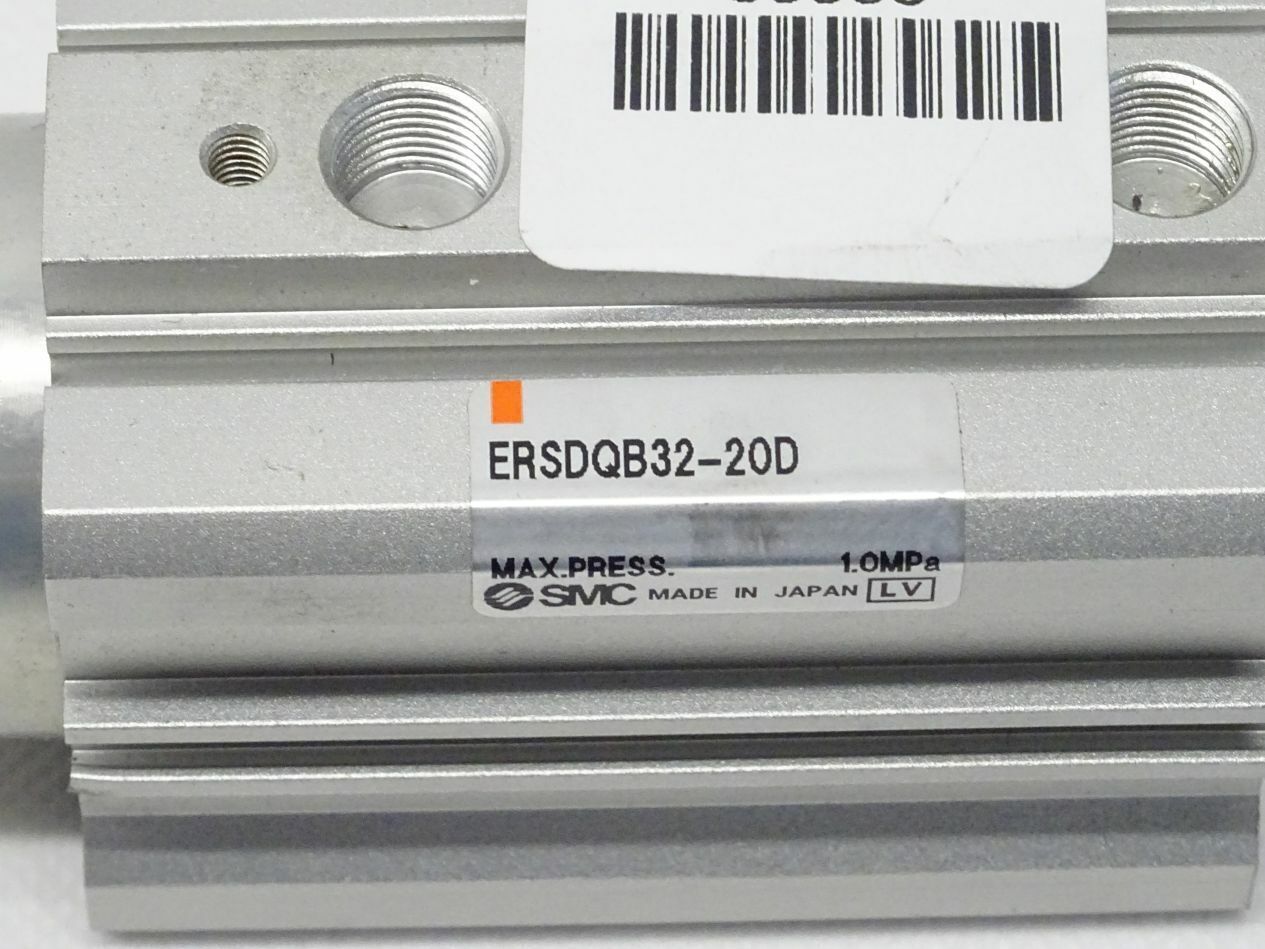 ERSDQB32-20D
MAX.PRESS. 1.0MPa
SMC MADE IN JAPAN LV